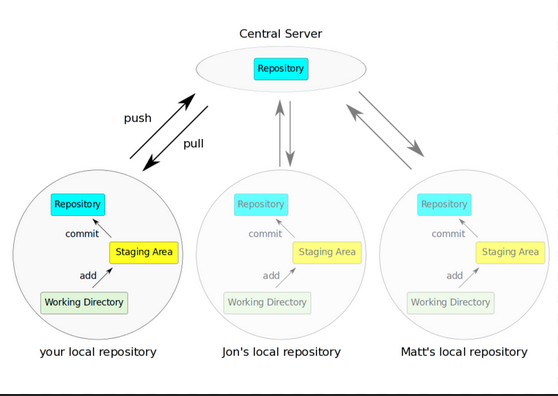 Central Server
Repository
push
pull
Repository
commit
Staging Area
add
Working Directory
your local repository
Repository
commit
Staging Area
add
Working Directory
Jon's local repository
Repository
commit
Staging Area
add
Working Directory
Matt's local repository